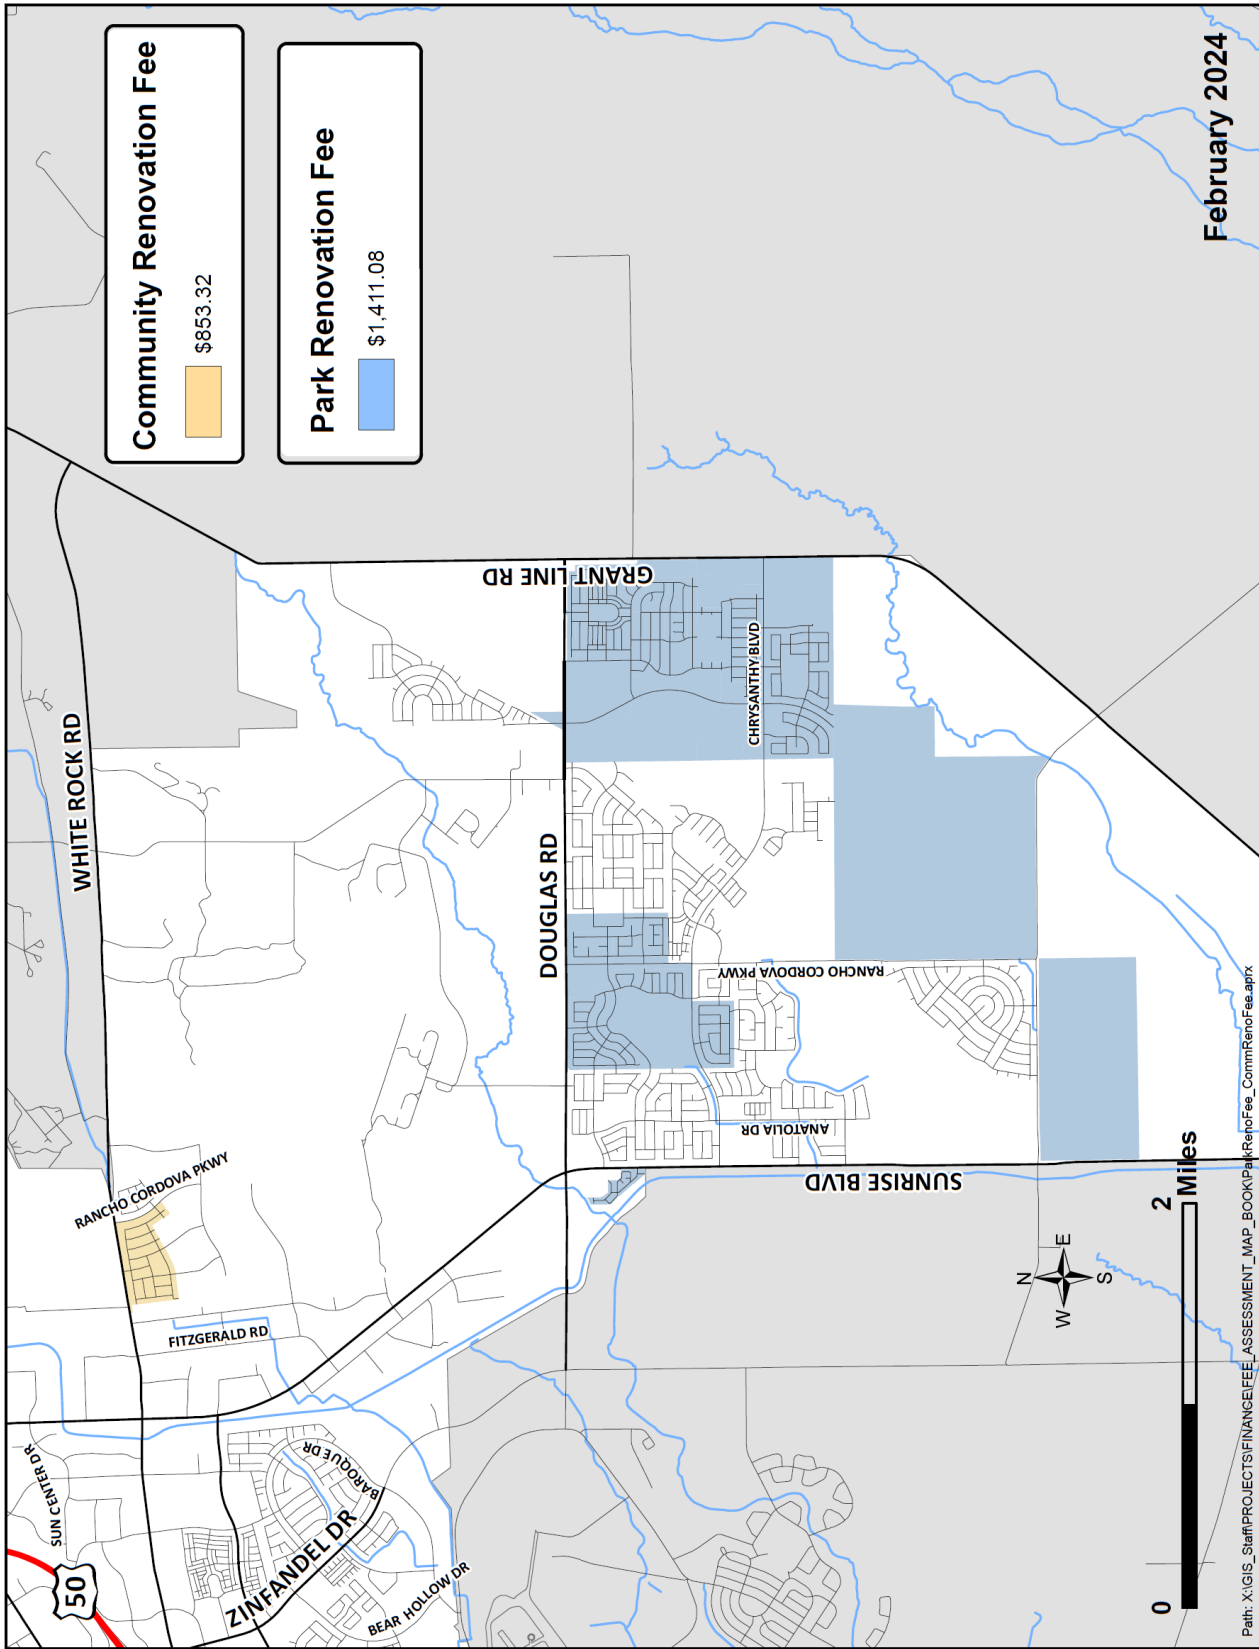 Community Renovation Fee
$853.32
Park Renovation Fee
$1,411.08
WHITE ROCK RD
GRANT LINE RD
DOUGLAS RD
CHRYSANTHY BLVD
RANCHO CORDOVA PKWY
RANCHO CORDOVA PKWY
ANATOLIA DR
SUNRISE BLVD
FITZGERALD RD
SUN CENTER DR
50
ZINFANDEL DR
BAROQUE DR
BEAR HOLLOW DR
N
W
E
S
0
2
Miles
February 2024
Path: X:\GIS_Staff\PROJECTS\FINANCE\FEE_ASSESSMENT_MAP_BOOK\ParkRenoFee_CommRenoFee.aprx